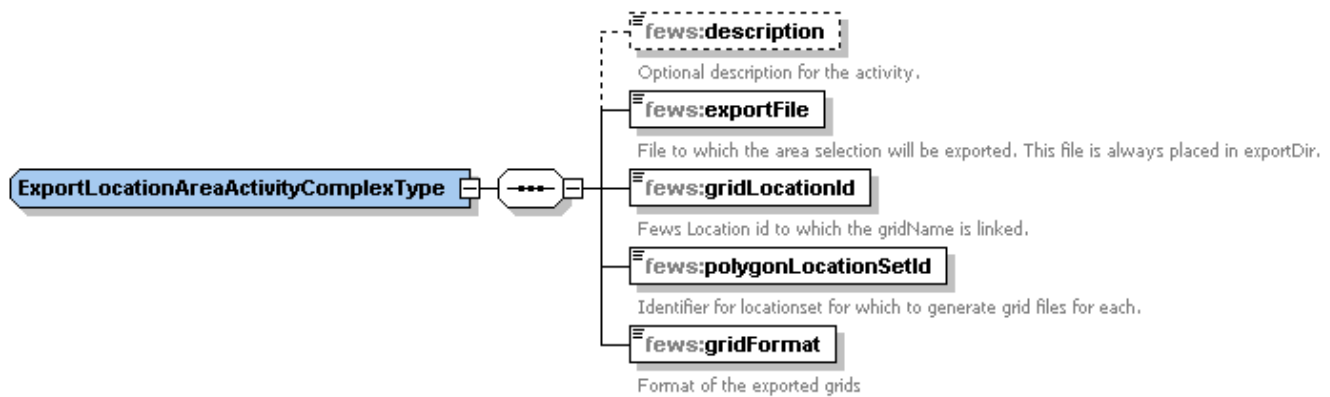 fews:description
Optional description for the activity.
fews:exportFile
File to which the area selection will be exported. This file is always placed in exportDir.
ExportLocationAreaActivityComplexType
fews:gridLocationId
Fews Location id to which the gridName is linked.
fews:polygonLocationSetId
Identifier for locationset for which to generate grid files for each.
fews:gridFormat
Format of the exported grids